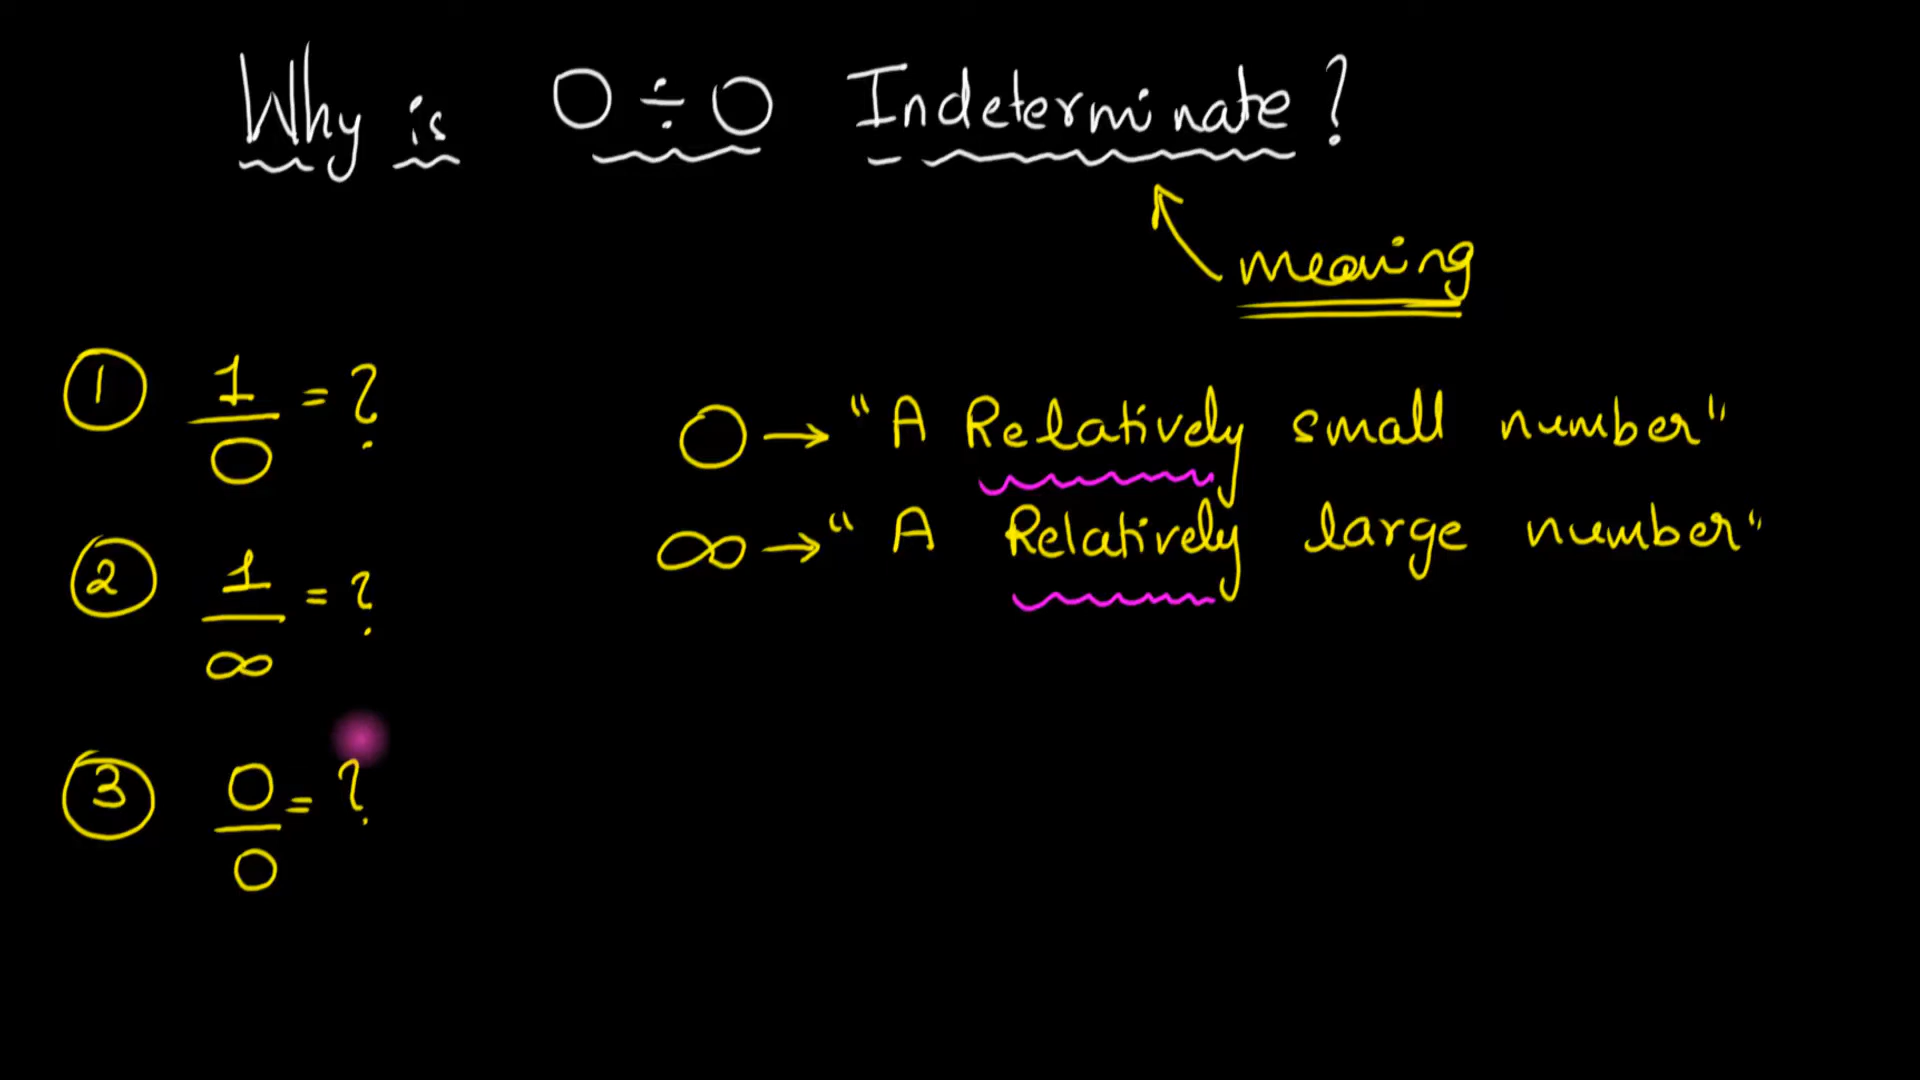 Why is 0 ÷ 0 Indeterminate?
meaning
① 1/0 = ?
0 → "A Relatively small number"
∞ → "A Relatively large number"
② 1/∞ = ?
③ 0/0 = ?